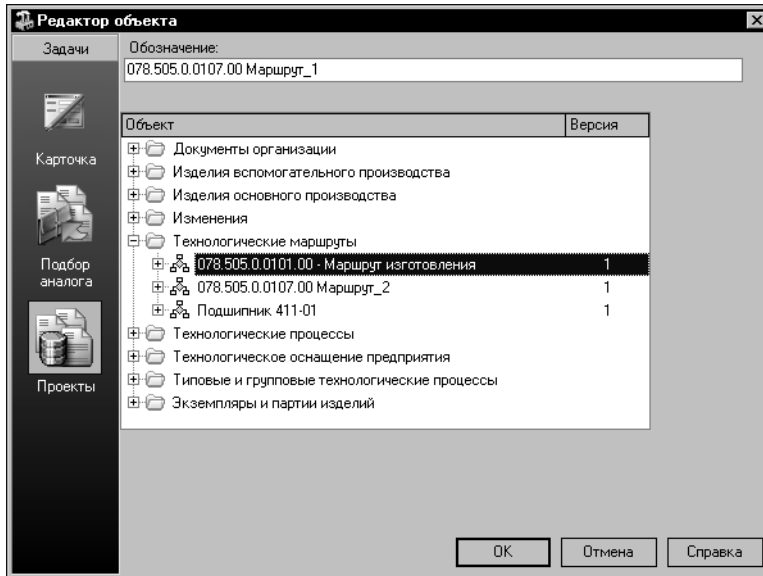 Редактор объекта
Задачи
Обозначение:
078.505.0.0107.00 Маршрут_1
Объект Версия
Карточка
Документы организации
Изделия вспомогательного производства
Изделия основного производства
Изменения
Технологические маршруты
078.505.0.0101.00 - Маршрут изготовления 1
078.505.0.0107.00 Маршрут_2 1
Подшипник 411-01 1
Технологические процессы
Технологическое оснащение предприятия
Типовые и групповые технологические процессы
Экземпляры и партии изделий
Подбор
аналога
Проекты
OK Отмена Справка